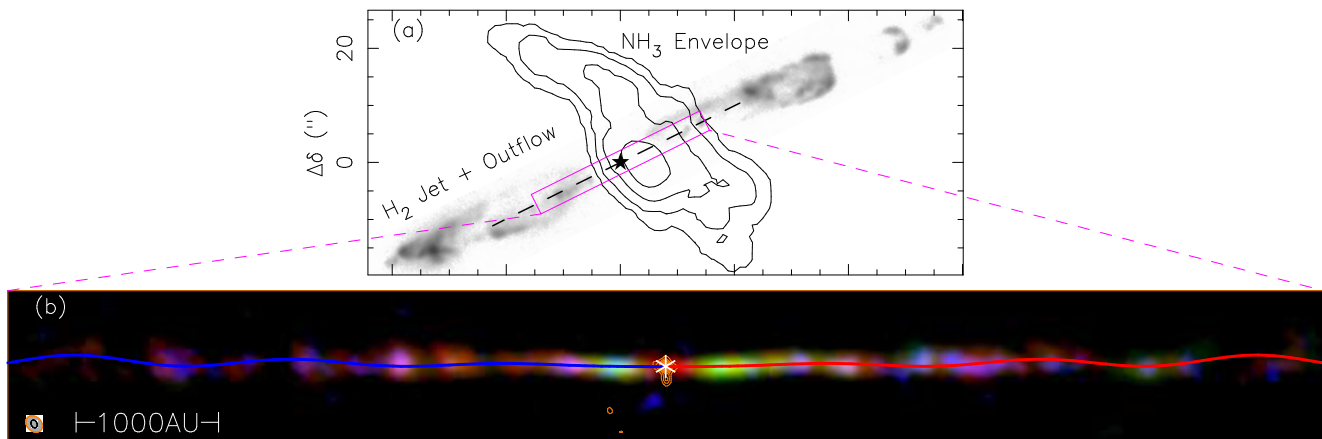 (a)
NH3 Envelope
20
0
Δδ (")
H2 Jet + Outflow
(b)
1000AU